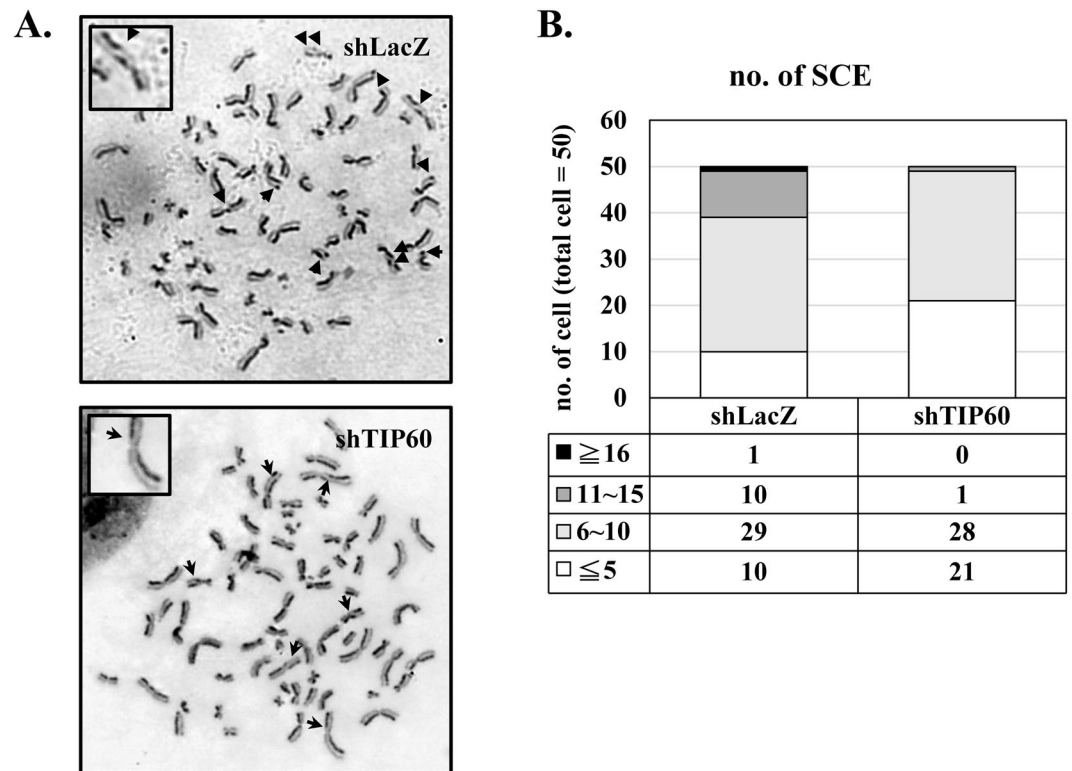 A.
shLacZ
shTIP60
B.
no. of SCE
no. of cell (total cell = 50)
60
50
40
30
20
10
0
shLacZ shTIP60
≧16 1 0
11~15 10 1
6~10 29 28
≦5 10 21